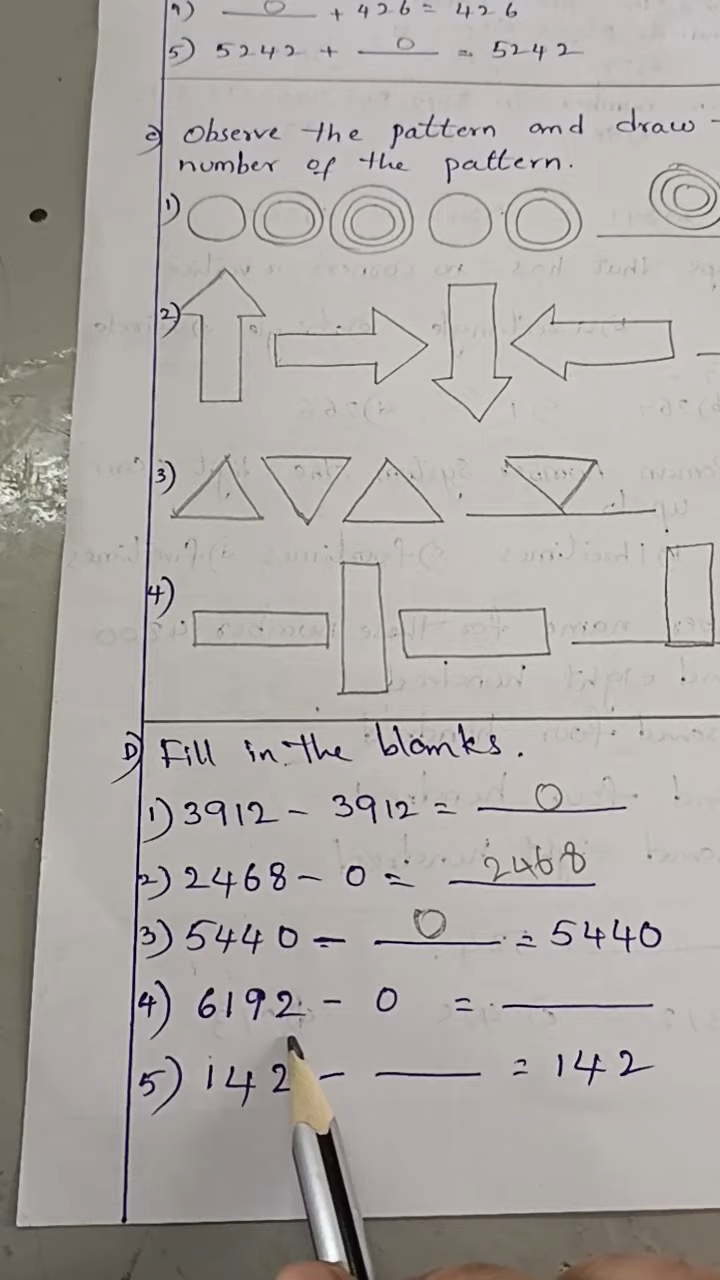 4) 0 + 426 = 426
5) 5242 + 0 = 5242
Observe the pattern and draw
number of the pattern.
1)
2)
3)
4)
D) Fill in the blanks.
1) 3912 - 3912 = 0
2) 2468 - 0 = 2468
3) 5440 - 0 = 5440
4) 6192 - 0 = ____
5) 142 - ____ = 142